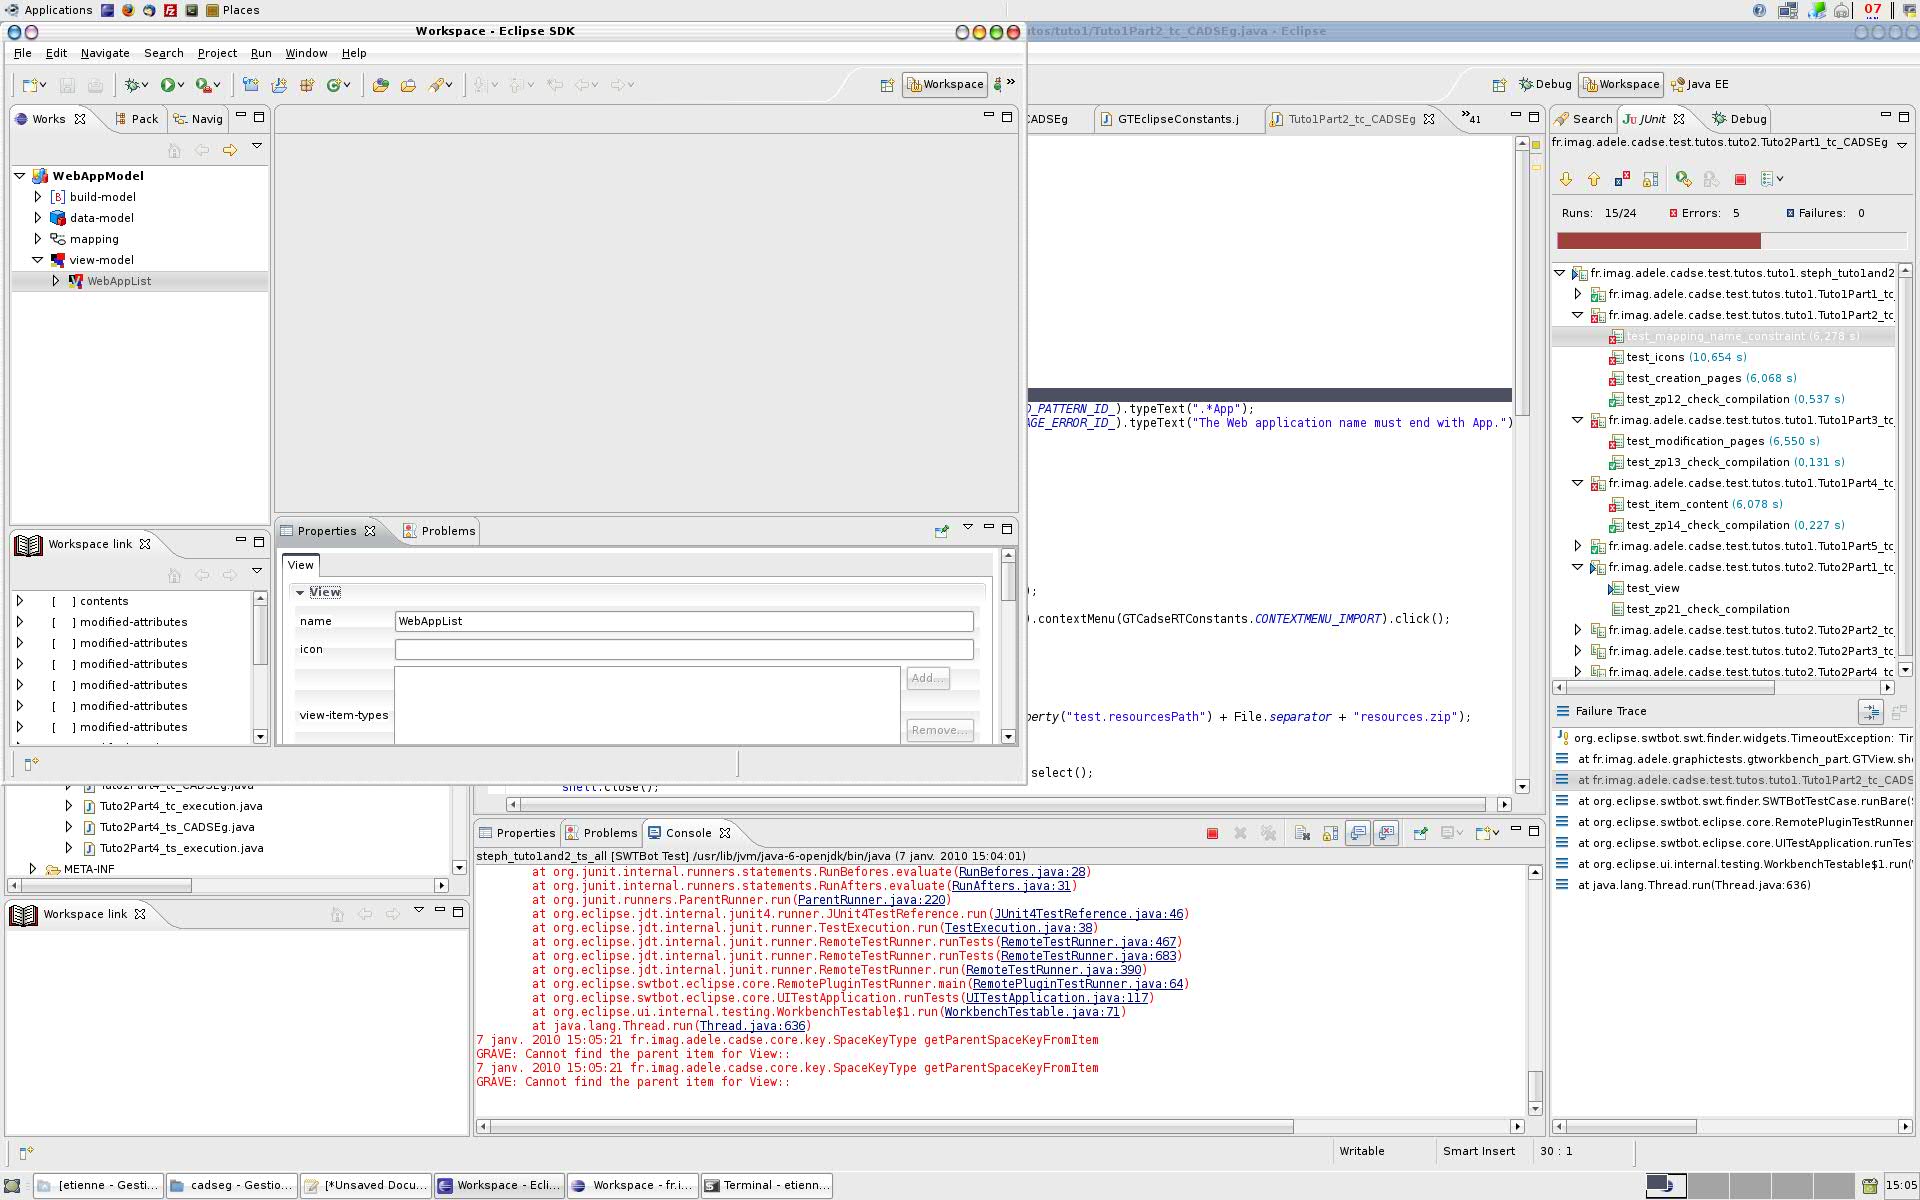 Applications
Places
07
Workspace - Eclipse SDK
utos/tuto1/Tuto1Part2_tc_CADSEg.java - Eclipse
File Edit Navigate Search Project Run Window Help
Workspace
Debug Workspace Java EE
Works Pack Navig
CADSEg GTEclipseConstants.j Tuto1Part2_tc_CADSEg 41
Search JUnit Debug
fr.imag.adele.cadse.test.tutos.tuto2.Tuto2Part1_tc_CADSEg
WebAppModel
build-model
data-model
mapping
view-model
WebAppList
Runs: 15/24 Errors: 5 Failures: 0
fr.imag.adele.cadse.test.tutos.tuto1.steph_tuto1and2
fr.imag.adele.cadse.test.tutos.tuto1.Tuto1Part1_tc
fr.imag.adele.cadse.test.tutos.tuto1.Tuto1Part2_tc
test_mapping_name_constraint (6,278 s)
test_icons (10,654 s)
test_creation_pages (6,068 s)
test_zp12_check_compilation (0,537 s)
fr.imag.adele.cadse.test.tutos.tuto1.Tuto1Part3_tc
test_modification_pages (6,550 s)
test_zp13_check_compilation (0,131 s)
fr.imag.adele.cadse.test.tutos.tuto1.Tuto1Part4_tc
test_item_content (6,078 s)
test_zp14_check_compilation (0,227 s)
fr.imag.adele.cadse.test.tutos.tuto1.Tuto1Part5_tc
fr.imag.adele.cadse.test.tutos.tuto2.Tuto2Part1_tc
test_view
test_zp21_check_compilation
fr.imag.adele.cadse.test.tutos.tuto2.Tuto2Part2_tc
fr.imag.adele.cadse.test.tutos.tuto2.Tuto2Part3_tc
fr.imag.adele.cadse.test.tutos.tuto2.Tuto2Part4_tc
_PATTERN_ID_).typeText(".*App");
GE_ERROR_ID_).typeText("The Web application name must end with App.")
);
).contextMenu(GTCadseRTConstants.CONTEXTMENU_IMPORT).click();
perty("test.resourcesPath") + File.separator + "resources.zip");
select();
shell.close();
Workspace link
contents
[ ] modified-attributes
[ ] modified-attributes
[ ] modified-attributes
[ ] modified-attributes
[ ] modified-attributes
[ ] modified-attributes
Properties Problems
View
View
name WebAppList
icon
view-item-types
Add...
Remove...
Failure Trace
org.eclipse.swtbot.swt.finder.widgets.TimeoutException: Tir
at fr.imag.adele.graphictests.gtworkbench_part.GTView.sh
at fr.imag.adele.cadse.test.tutos.tuto1.Tuto1Part2_tc_CADS
at org.eclipse.swtbot.swt.finder.SWTBotTestCase.runBare(
at org.eclipse.swtbot.eclipse.core.RemotePluginTestRunner
at org.eclipse.swtbot.eclipse.core.UITestApplication.runTes
at org.eclipse.ui.internal.testing.WorkbenchTestable$1.run(
at java.lang.Thread.run(Thread.java:636)
Tuto2Part4_tc_CADSEg.java
Tuto2Part4_tc_execution.java
Tuto2Part4_ts_CADSEg.java
Tuto2Part4_ts_execution.java
META-INF
Workspace link
Properties Problems Console
steph_tuto1and2_ts_all [SWTBot Test] /usr/lib/jvm/java-6-openjdk/bin/java (7 janv. 2010 15:04:01)
at org.junit.internal.runners.statements.RunBefores.evaluate(RunBefores.java:28)
at org.junit.internal.runners.statements.RunAfters.evaluate(RunAfters.java:31)
at org.junit.runners.ParentRunner.run(ParentRunner.java:220)
at org.eclipse.jdt.internal.junit4.runner.JUnit4TestReference.run(JUnit4TestReference.java:46)
at org.eclipse.jdt.internal.junit.runner.TestExecution.run(TestExecution.java:38)
at org.eclipse.jdt.internal.junit.runner.RemoteTestRunner.runTests(RemoteTestRunner.java:467)
at org.eclipse.jdt.internal.junit.runner.RemoteTestRunner.runTests(RemoteTestRunner.java:683)
at org.eclipse.jdt.internal.junit.runner.RemoteTestRunner.run(RemoteTestRunner.java:390)
at org.eclipse.swtbot.eclipse.core.RemotePluginTestRunner.main(RemotePluginTestRunner.java:64)
at org.eclipse.swtbot.eclipse.core.UITestApplication.runTests(UITestApplication.java:117)
at org.eclipse.ui.internal.testing.WorkbenchTestable$1.run(WorkbenchTestable.java:71)
at java.lang.Thread.run(Thread.java:636)
7 janv. 2010 15:05:21 fr.imag.adele.cadse.core.key.SpaceKeyType getParentSpaceKeyFromItem
GRAVE: Cannot find the parent item for View::
7 janv. 2010 15:05:21 fr.imag.adele.cadse.core.key.SpaceKeyType getParentSpaceKeyFromItem
GRAVE: Cannot find the parent item for View::
Writable Smart Insert 30 : 1
[etienne - Gesti... cadseg - Gestio... [*Unsaved Docu... Workspace - Ecli... Workspace - fr.i... Terminal - etienn... 15:05